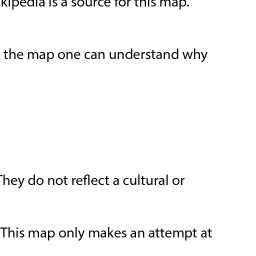 kipedia is a source for this map.
the map one can understand why
They do not reflect a cultural or
This map only makes an attempt at